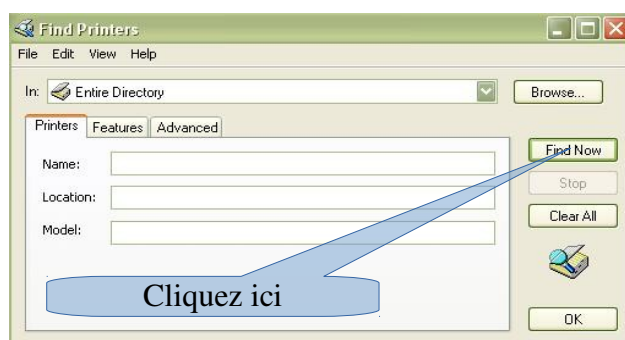 Find Printers
File Edit View Help
In: Entire Directory
Browse...
Printers Features Advanced
Find Now
Name:
Stop
Location:
Clear All
Model:
Cliquez ici
OK